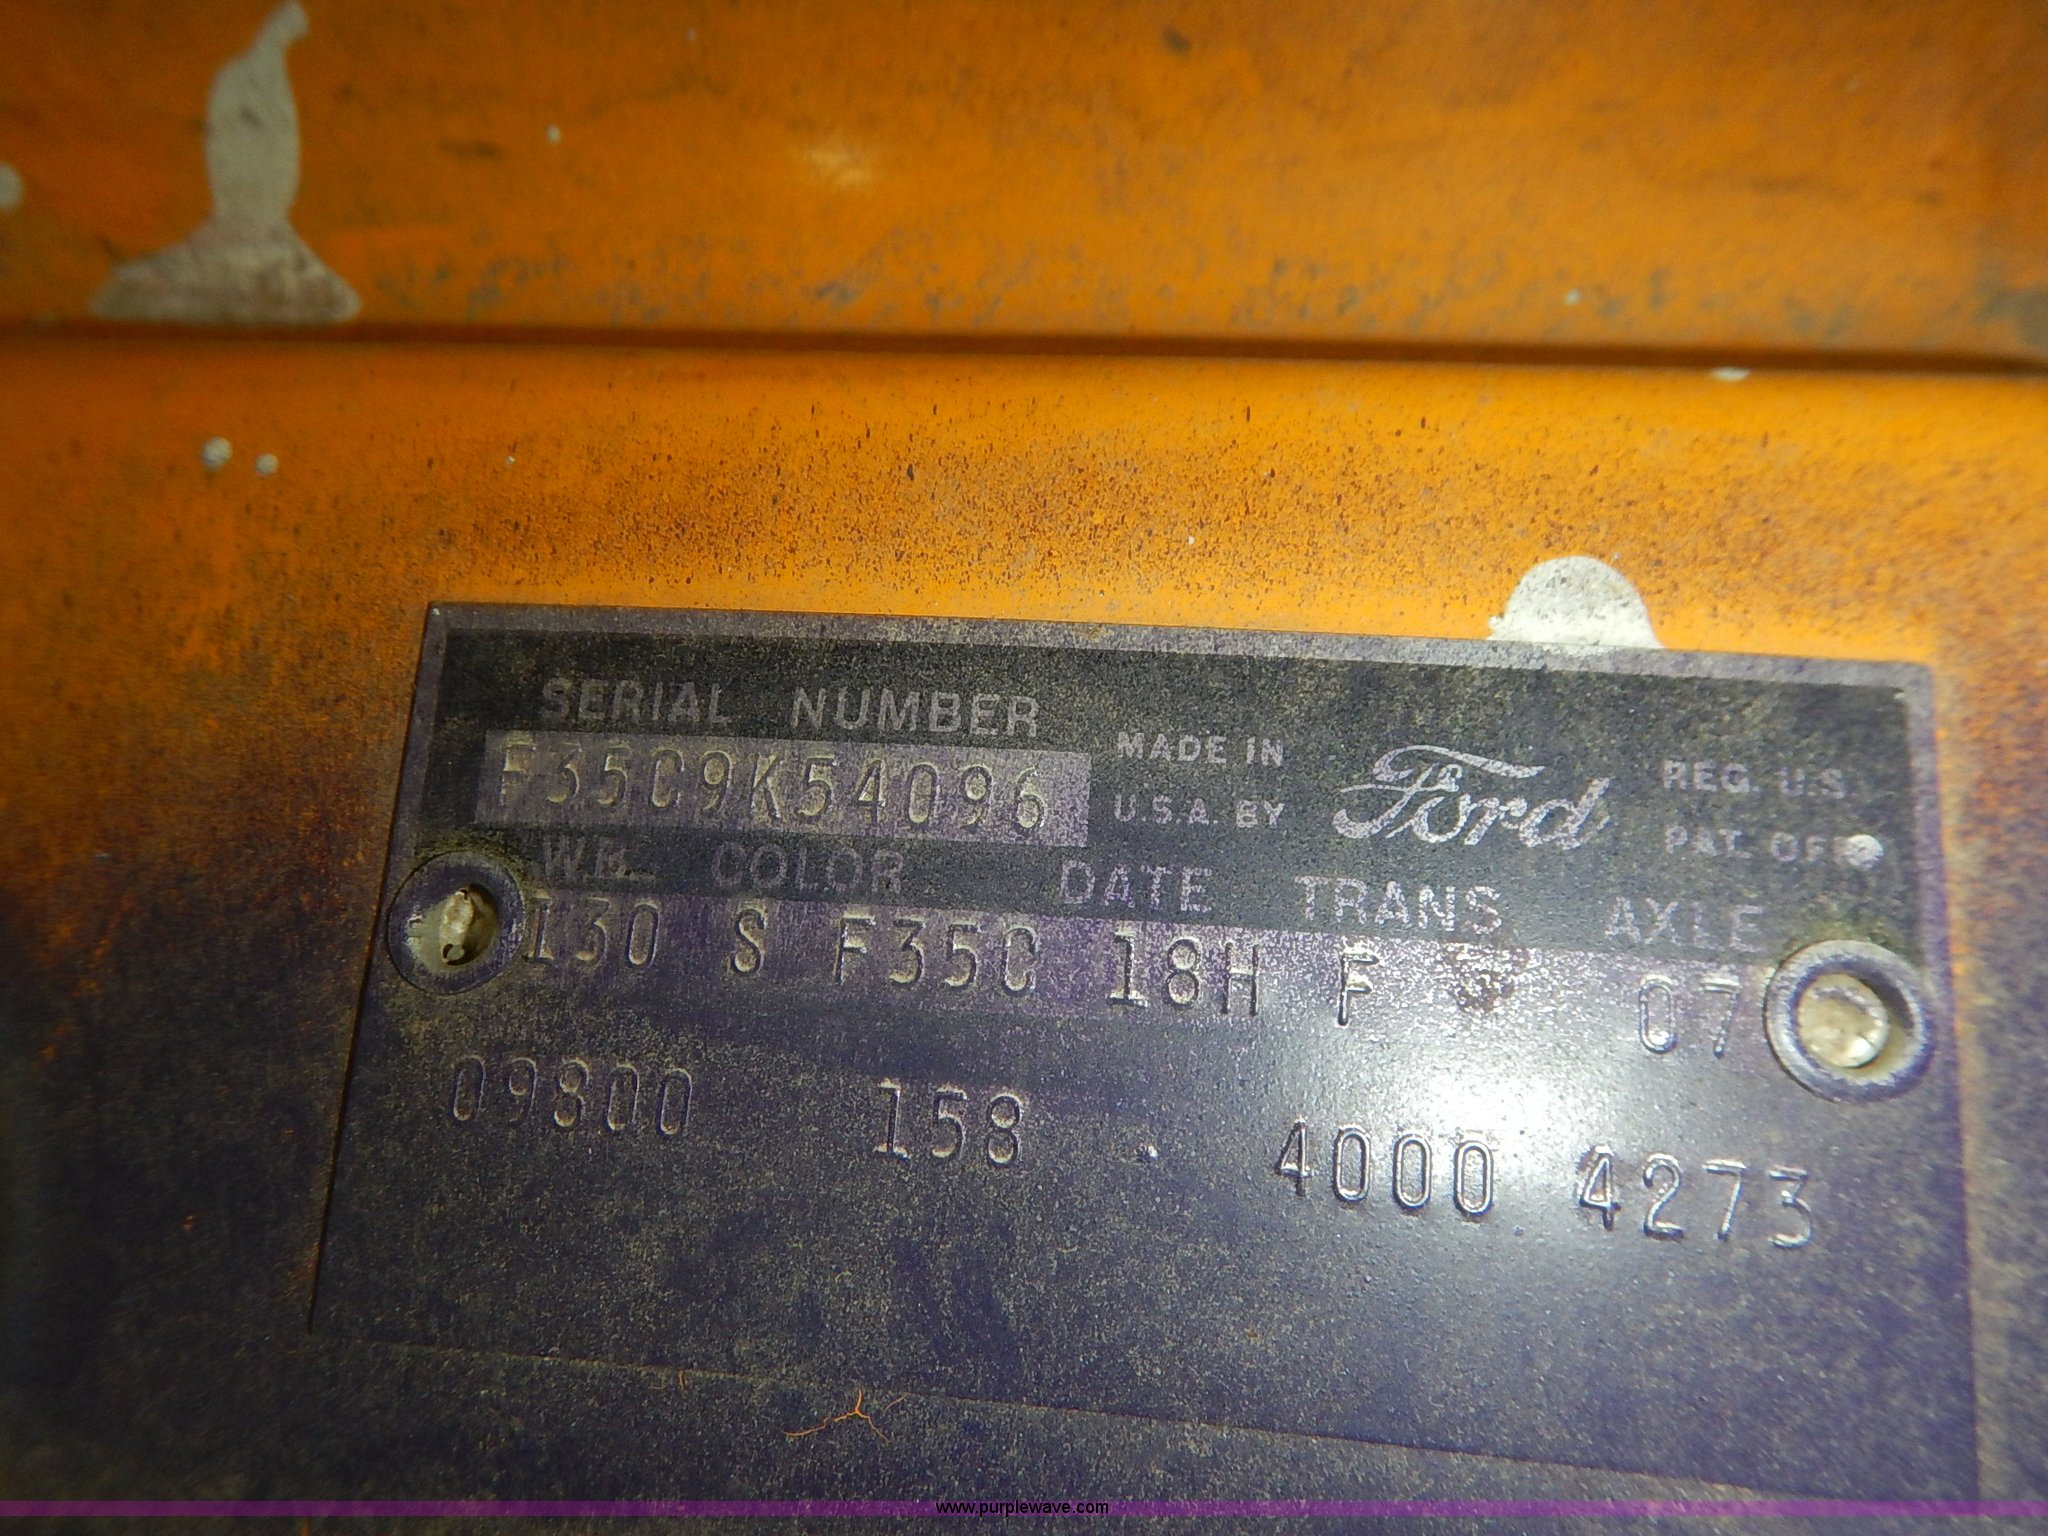 SERIAL NUMBER
F35C9K54096
MADE IN
U.S.A. BY
Ford
REG. U.S.
PAT. OFF.
W.B. COLOR DATE TRANS AXLE
130 S F35C 18H F 07
09800 158 4000 4273
www.purplewave.com